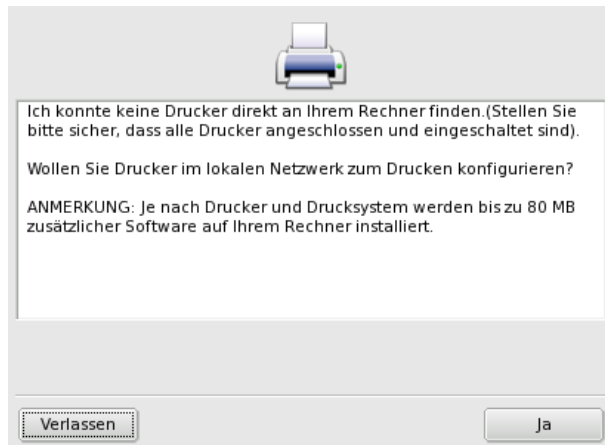 Ich konnte keine Drucker direkt an Ihrem Rechner finden.(Stellen Sie
bitte sicher, dass alle Drucker angeschlossen und eingeschaltet sind).
Wollen Sie Drucker im lokalen Netzwerk zum Drucken konfigurieren?
ANMERKUNG: Je nach Drucker und Drucksystem werden bis zu 80 MB
zusätzlicher Software auf Ihrem Rechner installiert.
Verlassen
Ja